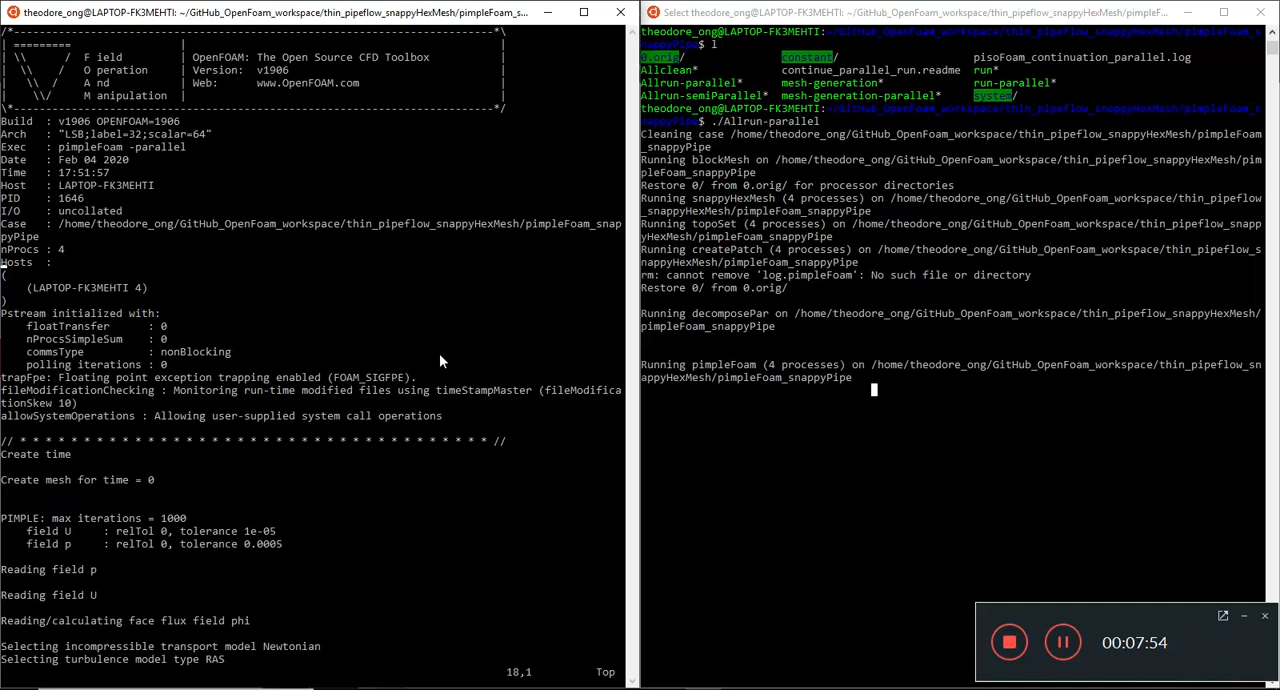 theodore_ong@LAPTOP-FK3MEHTI: ~/GitHub_OpenFoam_workspace/thin_pipeflow_snappyHexMesh/pimpleFoam_s...
/*---------------------------------------------------------------------------*\
| =========                 |                                                 |
| \\      /  F ield         | OpenFOAM: The Open Source CFD Toolbox           |
|  \\    /   O peration     | Version:  v1906                                 |
|   \\  /    A nd           | Web:      www.OpenFOAM.com                      |
|    \\/     M anipulation  |                                                 |
\*---------------------------------------------------------------------------*/
Build  : v1906 OPENFOAM=1906
Arch   : "LSB;label=32;scalar=64"
Exec   : pimpleFoam -parallel
Date   : Feb 04 2020
Time   : 17:51:57
Host   : LAPTOP-FK3MEHTI
PID    : 1646
I/O    : uncollated
Case   : /home/theodore_ong/GitHub_OpenFoam_workspace/thin_pipeflow_snappyHexMesh/pimpleFoam_snap
pyPipe
nProcs : 4
Hosts  :
(
    (LAPTOP-FK3MEHTI 4)
)
Pstream initialized with:
    floatTransfer      : 0
    nProcsSimpleSum    : 0
    commsType          : nonBlocking
    polling iterations : 0
trapFpe: Floating point exception trapping enabled (FOAM_SIGFPE).
fileModificationChecking : Monitoring run-time modified files using timeStampMaster (fileModifica
tionSkew 10)
allowSystemOperations : Allowing user-supplied system call operations
// * * * * * * * * * * * * * * * * * * * * * * * * * * * * * * * * * * * * * //
Create time
Create mesh for time = 0
PIMPLE: max iterations = 1000
    field U     : relTol 0, tolerance 1e-05
    field p     : relTol 0, tolerance 0.0005
Reading field p
Reading field U
Reading/calculating face flux field phi
Selecting incompressible transport model Newtonian
Selecting turbulence model type RAS
18,1          Top
Select theodore_ong@LAPTOP-FK3MEHTI: ~/GitHub_OpenFoam_workspace/thin_pipeflow_snappyHexMesh/pimpleF...
theodore_ong@LAPTOP-FK3MEHTI:~/GitHub_OpenFoam_workspace/thin_pipeflow_snappyHexMesh/pimpleFoam_s
nappyPipe$ l
0.orig/               constant/                     pisoFoam_continuation_parallel.log
Allclean*             continue_parallel_run.readme  run*
Allrun-parallel*      mesh-generation*              run-parallel*
Allrun-semiParallel*  mesh-generation-parallel*     system/
theodore_ong@LAPTOP-FK3MEHTI:~/GitHub_OpenFoam_workspace/thin_pipeflow_snappyHexMesh/pimpleFoam_s
nappyPipe$ ./Allrun-parallel
Cleaning case /home/theodore_ong/GitHub_OpenFoam_workspace/thin_pipeflow_snappyHexMesh/pimpleFoam
_snappyPipe
Running blockMesh on /home/theodore_ong/GitHub_OpenFoam_workspace/thin_pipeflow_snappyHexMesh/pim
pleFoam_snappyPipe
Restore 0/ from 0.orig/ for processor directories
Running snappyHexMesh (4 processes) on /home/theodore_ong/GitHub_OpenFoam_workspace/thin_pipeflow
_snappyHexMesh/pimpleFoam_snappyPipe
Running topoSet (4 processes) on /home/theodore_ong/GitHub_OpenFoam_workspace/thin_pipeflow_snapp
yHexMesh/pimpleFoam_snappyPipe
Running createPatch (4 processes) on /home/theodore_ong/GitHub_OpenFoam_workspace/thin_pipeflow_s
nappyHexMesh/pimpleFoam_snappyPipe
rm: cannot remove 'log.pimpleFoam': No such file or directory
Restore 0/ from 0.orig/
Running decomposePar on /home/theodore_ong/GitHub_OpenFoam_workspace/thin_pipeflow_snappyHexMesh/
pimpleFoam_snappyPipe
Running pimpleFoam (4 processes) on /home/theodore_ong/GitHub_OpenFoam_workspace/thin_pipeflow_sn
appyHexMesh/pimpleFoam_snappyPipe
00:07:54